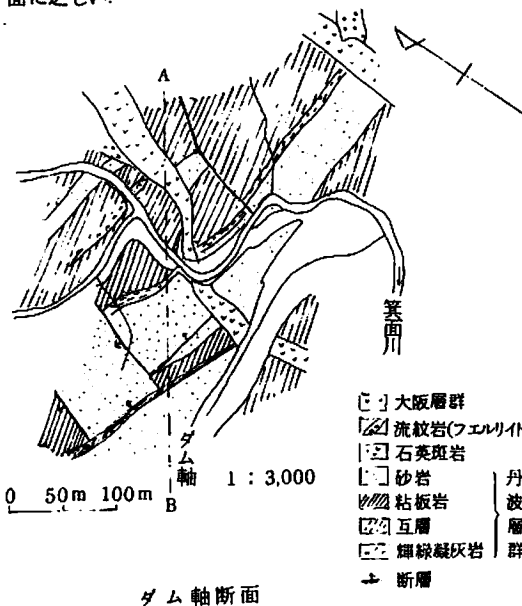 面に近しい.
A
箕面川
大阪層群
流紋岩(フエルリイト
石英斑岩
砂岩
粘板岩
互層
輝緑凝灰岩
丹波層群
断層
ダム軸
1 : 3,000
0 50m 100m
B
ダム軸断面